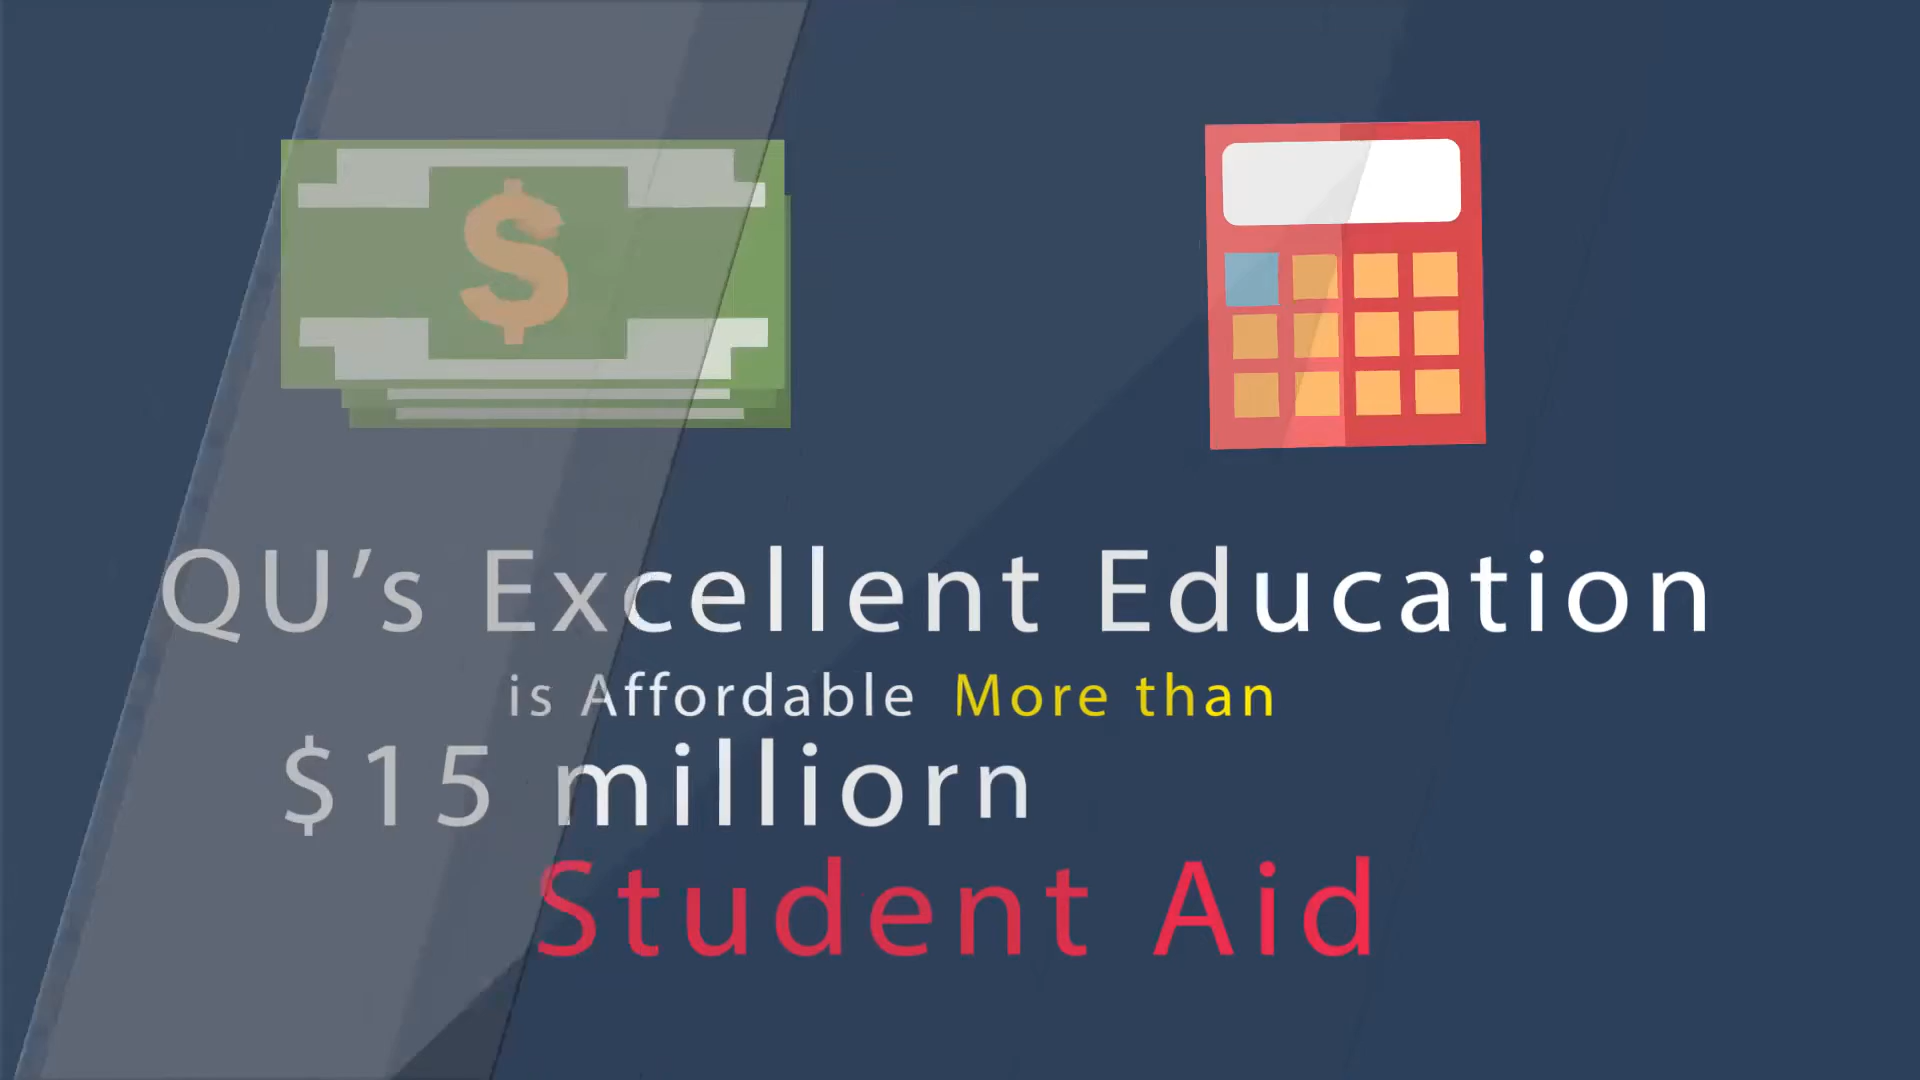 $
QU’s Excellent Education
is Affordable More than
$15 milliorn
Student Aid